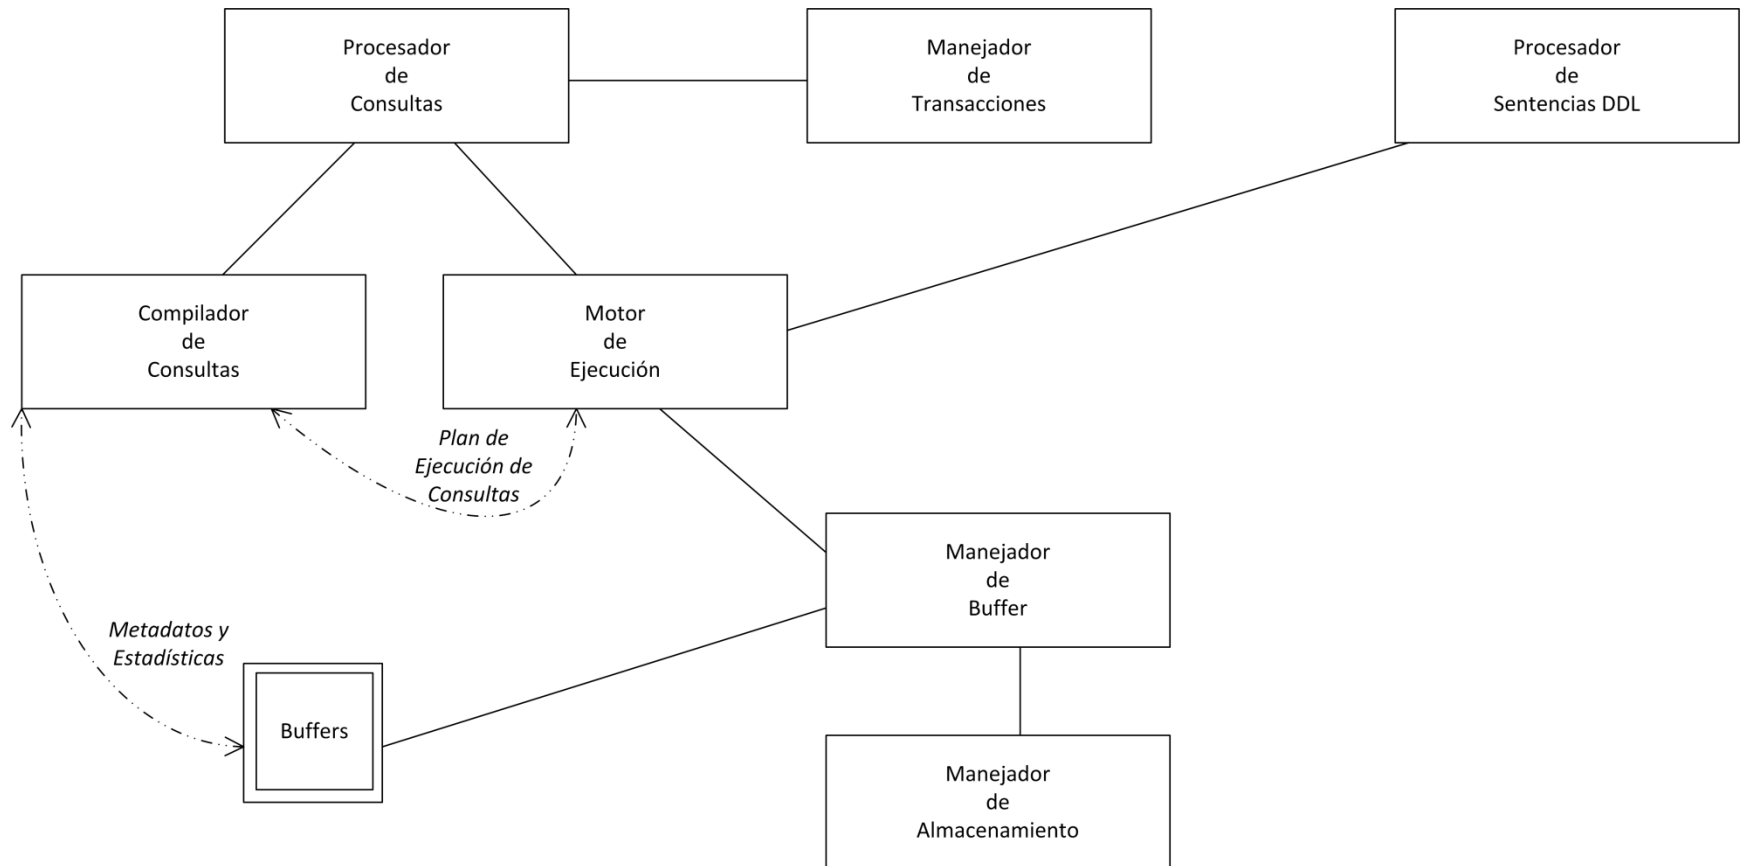 Procesador
de
Consultas
Manejador
de
Transacciones
Procesador
de
Sentencias DDL
Compilador
de
Consultas
Motor
de
Ejecución
Plan de
Ejecución de
Consultas
Manejador
de
Buffer
Metadatos y
Estadísticas
Buffers
Manejador
de
Almacenamiento